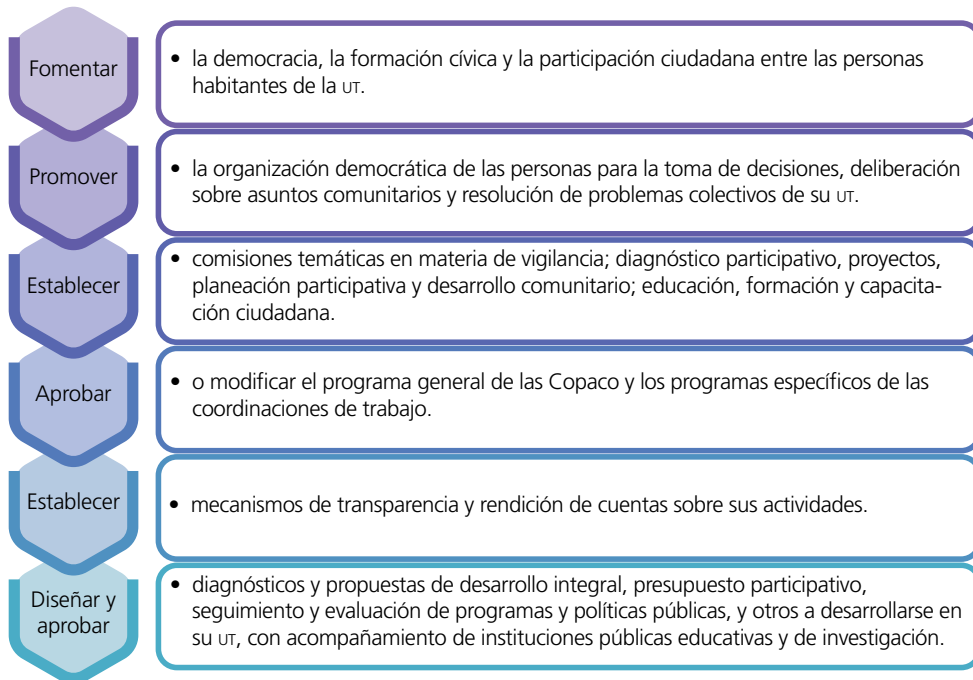 Fomentar
• la democracia, la formación cívica y la participación ciudadana entre las personas
habitantes de la UT.
Promover
• la organización democrática de las personas para la toma de decisiones, deliberación
sobre asuntos comunitarios y resolución de problemas colectivos de su UT.
Establecer
• comisiones temáticas en materia de vigilancia; diagnóstico participativo, proyectos,
planeación participativa y desarrollo comunitario; educación, formación y capacita-
ción ciudadana.
Aprobar
• o modificar el programa general de las Copaco y los programas específicos de las
coordinaciones de trabajo.
Establecer
• mecanismos de transparencia y rendición de cuentas sobre sus actividades.
Diseñar y
aprobar
• diagnósticos y propuestas de desarrollo integral, presupuesto participativo,
seguimiento y evaluación de programas y políticas públicas, y otros a desarrollarse en
su UT, con acompañamiento de instituciones públicas educativas y de investigación.